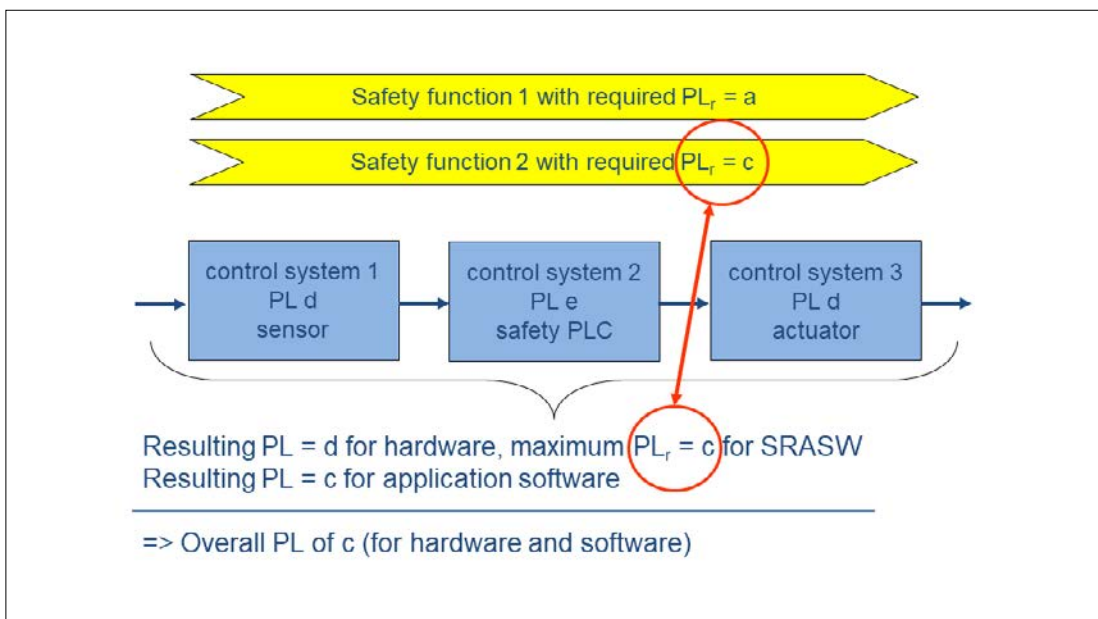 Safety function 1 with required PLr = a
Safety function 2 with required PLr = c
control system 1
PL d
sensor
control system 2
PL e
safety PLC
control system 3
PL d
actuator
Resulting PL = d for hardware, maximum PLr = c for SRASW
Resulting PL = c for application software
=> Overall PL of c (for hardware and software)